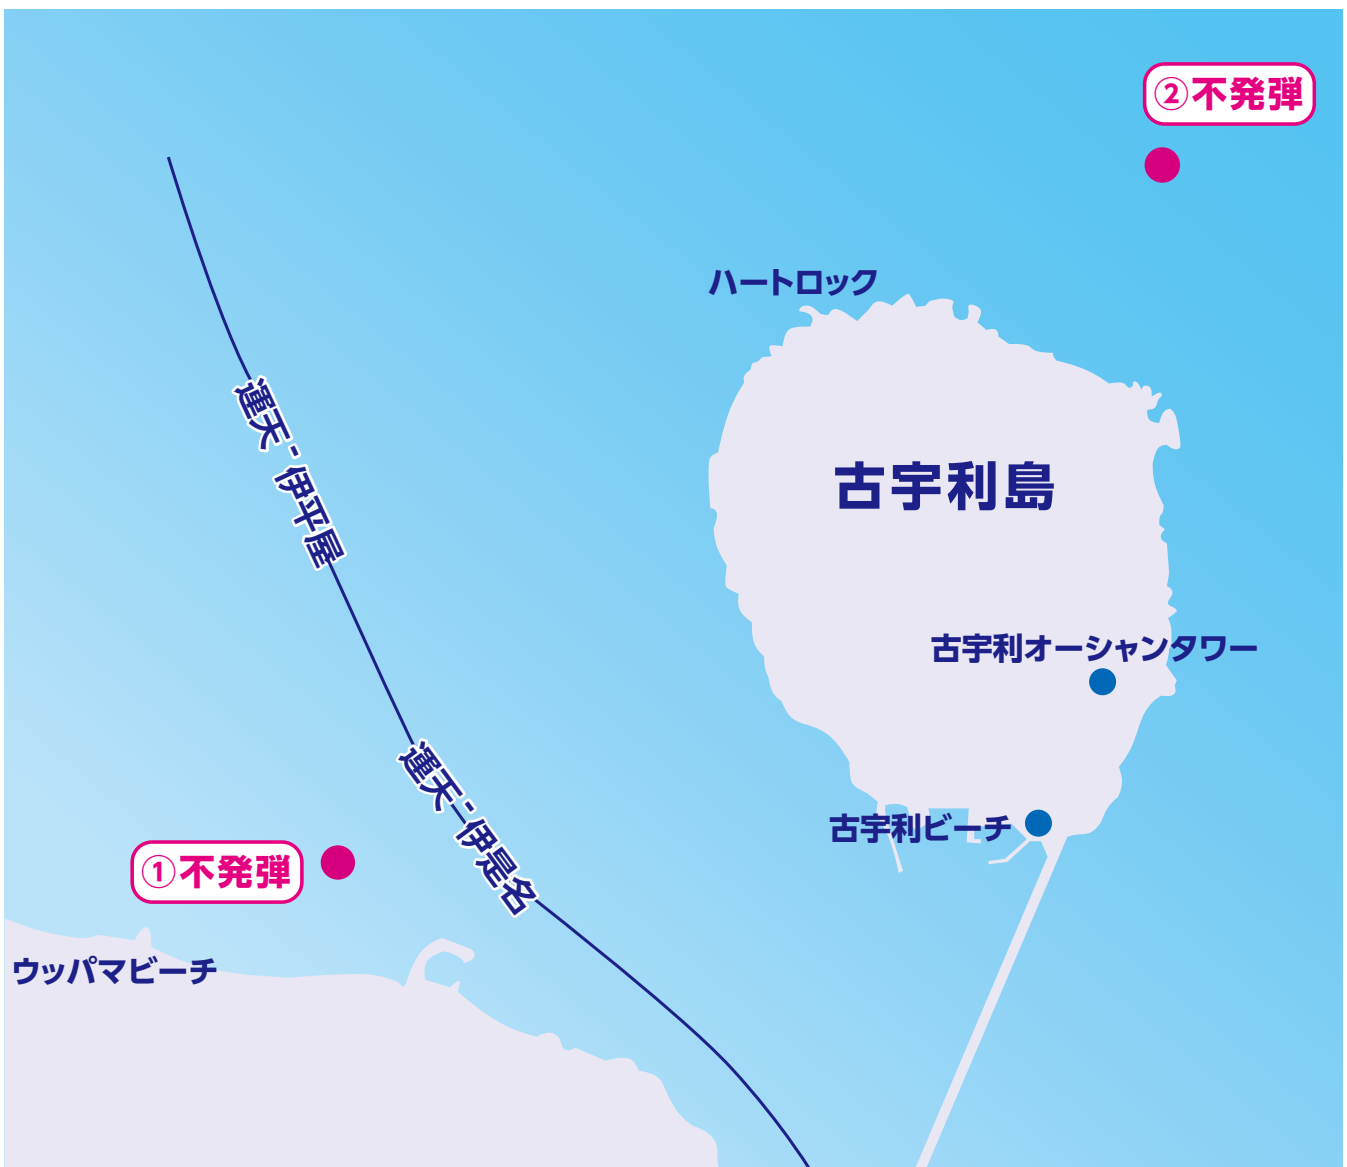 ②不発弾
ハートロック
運天 - 伊平屋
古宇利島
古宇利オーシャンタワー
運天 - 伊是名
古宇利ビーチ
①不発弾
ウッパマビーチ